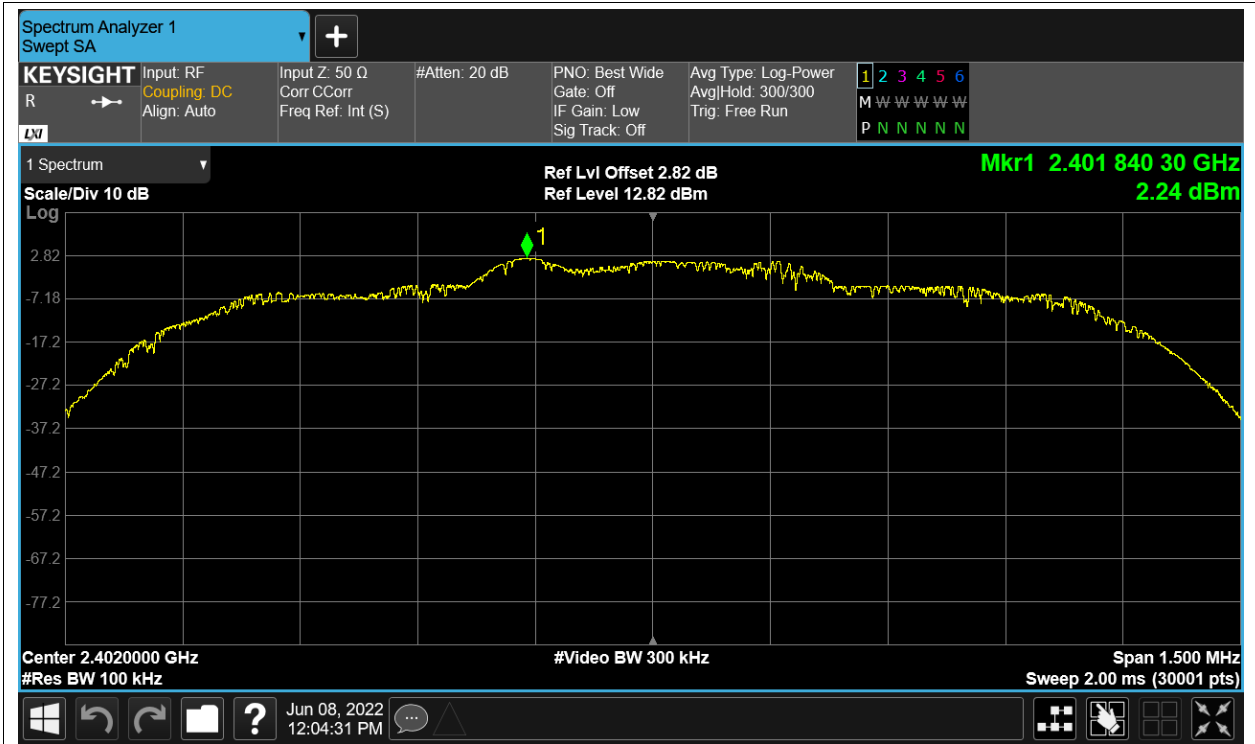 Spectrum Analyzer 1
Swept SA
+
KEYSIGHT
R
LXI
Input: RF
Coupling: DC
Align: Auto
Input Z: 50 Ω
Corr CCorr
Freq Ref: Int (S)
#Atten: 20 dB
PNO: Best Wide
Gate: Off
IF Gain: Low
Sig Track: Off
Avg Type: Log-Power
Avg|Hold: 300/300
Trig: Free Run
1 2 3 4 5 6
M W W W W W
P N N N N N
1 Spectrum
Scale/Div 10 dB
Log
Ref Lvl Offset 2.82 dB
Ref Level 12.82 dBm
Mkr1 2.401 840 30 GHz
2.24 dBm
1
2.82
-7.18
-17.2
-27.2
-37.2
-47.2
-57.2
-67.2
-77.2
Center 2.4020000 GHz
#Video BW 300 kHz
Span 1.500 MHz
#Res BW 100 kHz
Sweep 2.00 ms (30001 pts)
?
Jun 08, 2022
12:04:31 PM